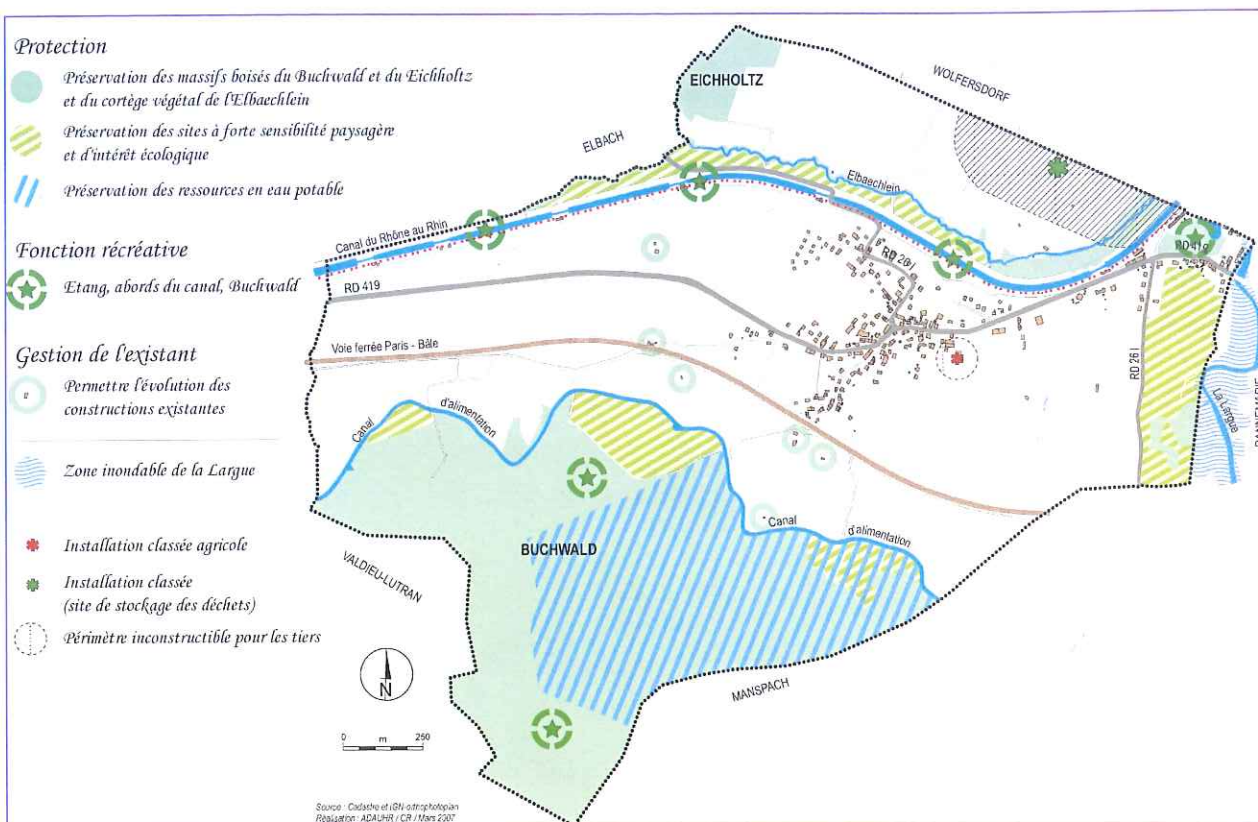 Protection
Préservation des massifs boisés du Buchwald et du Eichholtz
et du cortège végétal de l'Elbaechlein
Préservation des sites à forte sensibilité paysagère
et d'intérêt écologique
Préservation des ressources en eau potable
Fonction récréative
Etang, abords du canal, Buchwald
Gestion de l'existant
Permettre l'évolution des
constructions existantes
Zone inondable de la Largue
Installation classée agricole
Installation classée
(site de stockage des déchets)
Périmètre inconstructible pour les tiers
EICHHOLTZ
WOLFERSDORF
ELBACH
Elbaechlein
Canal du Rhône au Rhin
RD 419
RD 26 I
RD 419
Voie ferrée Paris - Bâle
RD 26 I
La Largue
Canal
d'alimentation
Canal
d'alimentation
BUCHWALD
VALDIEU-LUTRAN
MANSPACH
N
0 m 250
Source : Cadastre et IGN-orthophotoplan
Réalisation : ADAUHR / CR / Mars 2007